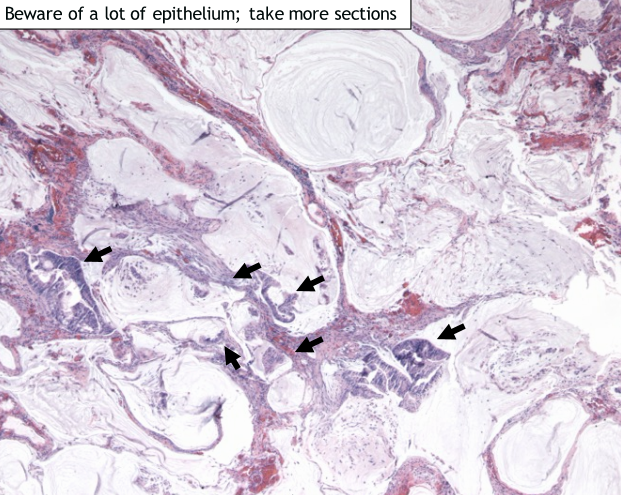 Beware of a lot of epithelium; take more sections